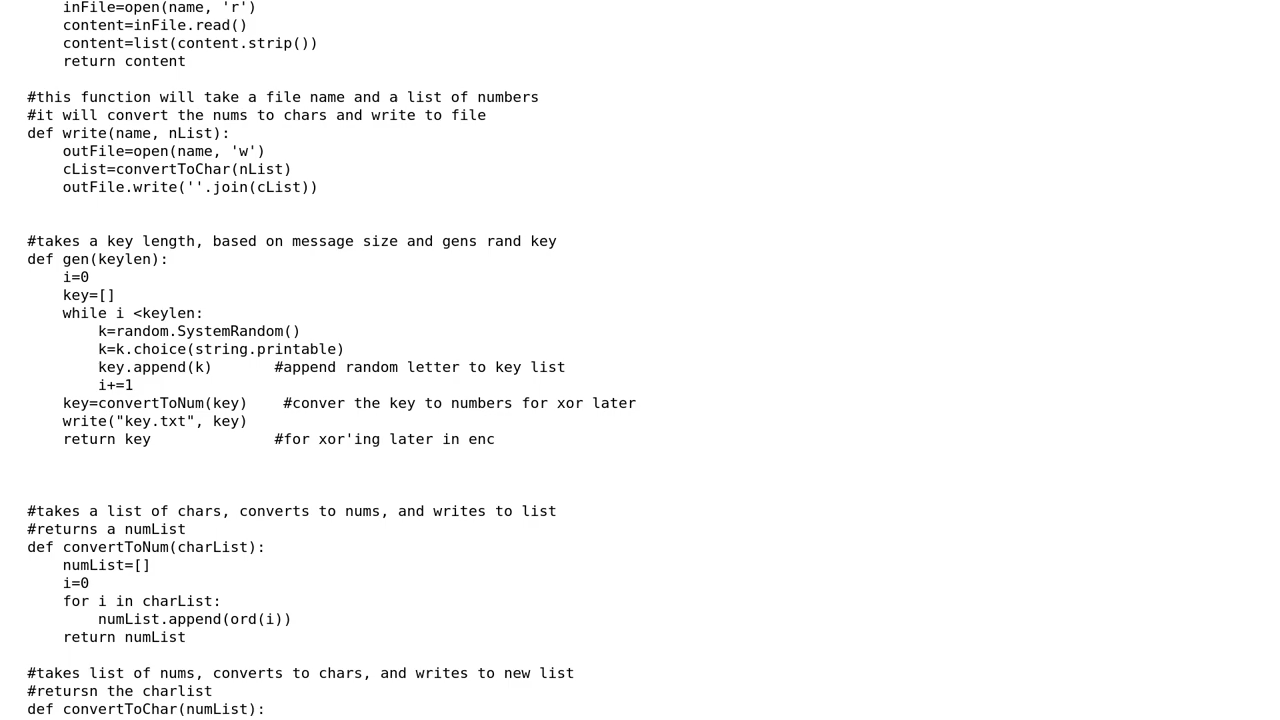 inFile=open(name, 'r')
    content=inFile.read()
    content=list(content.strip())
    return content

#this function will take a file name and a list of numbers
#it will convert the nums to chars and write to file
def write(name, nList):
    outFile=open(name, 'w')
    cList=convertToChar(nList)
    outFile.write(''.join(cList))


#takes a key length, based on message size and gens rand key
def gen(keylen):
    i=0
    key=[]
    while i <keylen:
        k=random.SystemRandom()
        k=k.choice(string.printable)
        key.append(k)       #append random letter to key list
        i+=1
    key=convertToNum(key)    #conver the key to numbers for xor later
    write("key.txt", key)
    return key              #for xor'ing later in enc



#takes a list of chars, converts to nums, and writes to list
#returns a numList
def convertToNum(charList):
    numList=[]
    i=0
    for i in charList:
        numList.append(ord(i))
    return numList

#takes list of nums, converts to chars, and writes to new list
#retursn the charlist
def convertToChar(numList):